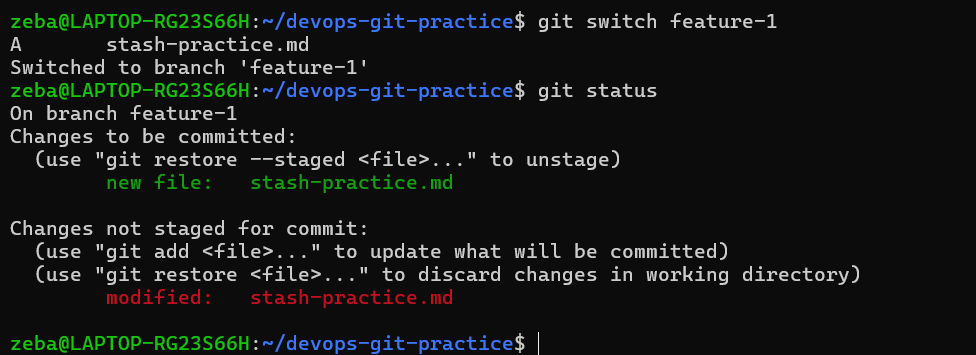 zeba@LAPTOP-RG23S66H:~/devops-git-practice$ git switch feature-1
A       stash-practice.md
Switched to branch 'feature-1'
zeba@LAPTOP-RG23S66H:~/devops-git-practice$ git status
On branch feature-1
Changes to be committed:
  (use "git restore --staged <file>..." to unstage)
        new file:   stash-practice.md

Changes not staged for commit:
  (use "git add <file>..." to update what will be committed)
  (use "git restore <file>..." to discard changes in working directory)
        modified:   stash-practice.md

zeba@LAPTOP-RG23S66H:~/devops-git-practice$